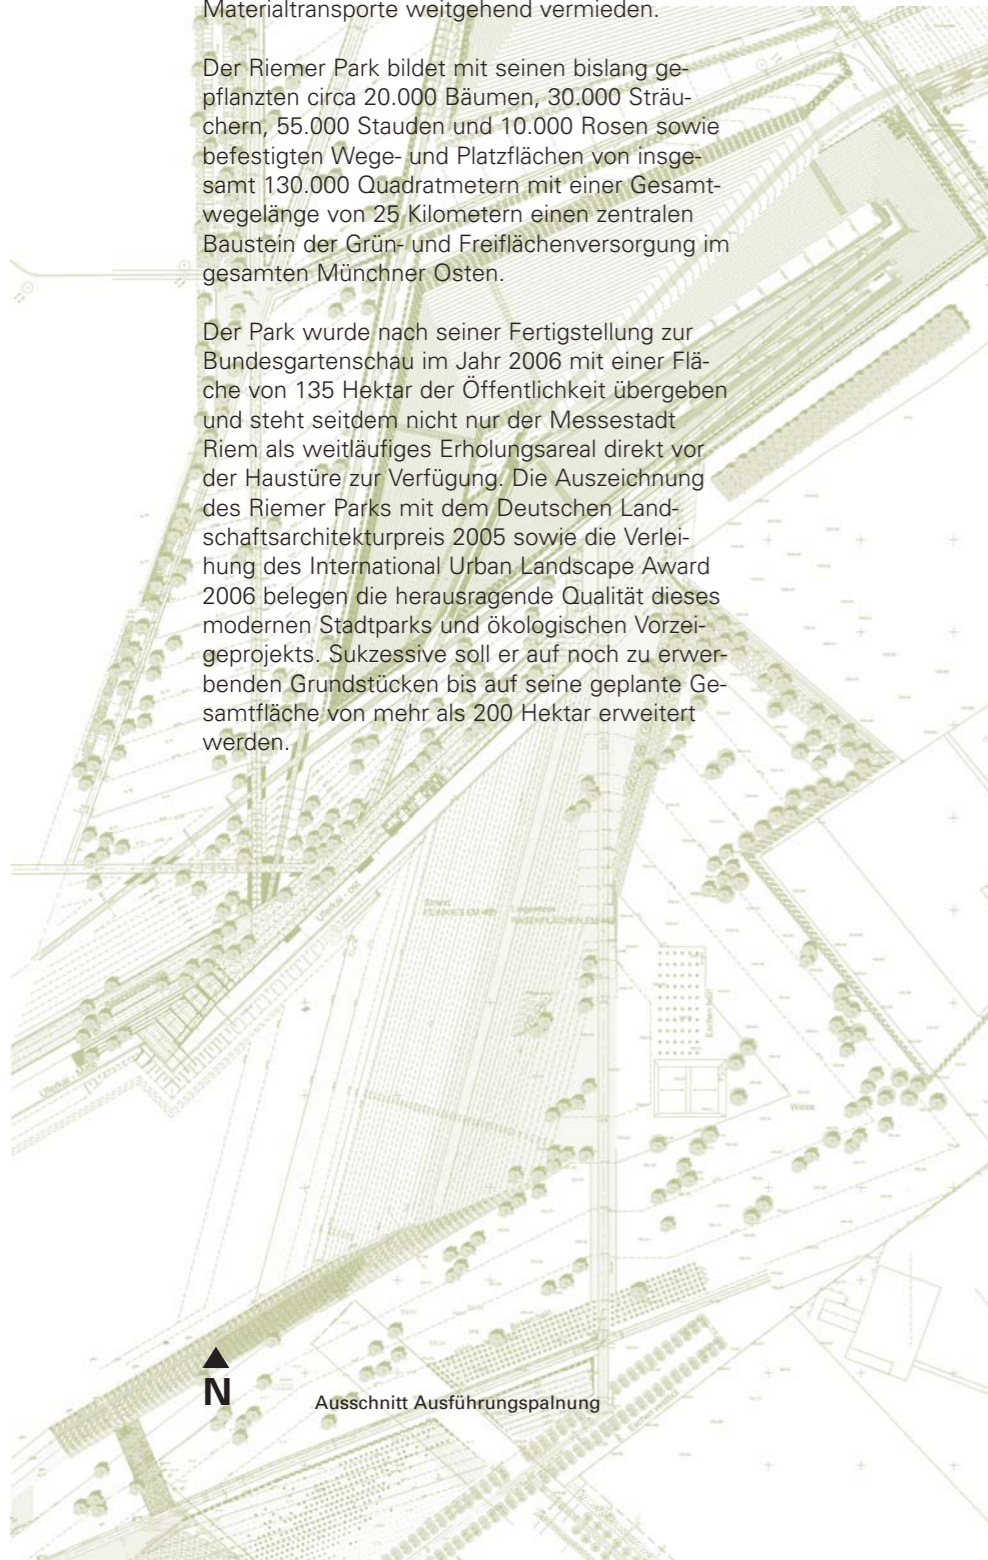 Materialtransporte weitgehend vermieden.
Der Riemer Park bildet mit seinen bislang ge-
pflanzten circa 20.000 Bäumen, 30.000 Sträu-
chern, 55.000 Stauden und 10.000 Rosen sowie
befestigten Wege- und Platzflächen von insge-
samt 130.000 Quadratmetern mit einer Gesamt-
wegelänge von 25 Kilometern einen zentralen
Baustein der Grün- und Freiflächenversorgung im
gesamten Münchner Osten.
Der Park wurde nach seiner Fertigstellung zur
Bundesgartenschau im Jahr 2006 mit einer Flä-
che von 135 Hektar der Öffentlichkeit übergeben
und steht seitdem nicht nur der Messestadt
Riem als weitläufiges Erholungsareal direkt vor
der Haustüre zur Verfügung. Die Auszeichnung
des Riemer Parks mit dem Deutschen Land-
schaftsarchitekturpreis 2005 sowie die Verlei-
hung des International Urban Landscape Award
2006 belegen die herausragende Qualität dieses
modernen Stadtparks und ökologischen Vorzei-
geprojekts. Sukzessive soll er auf noch zu erwer-
benden Grundstücken bis auf seine geplante Ge-
samtfläche von mehr als 200 Hektar erweitert
werden.
Uferkai - Ost
Strand
Uferkai - Mitte
Wiese
N
Ausschnitt Ausführungspalnung